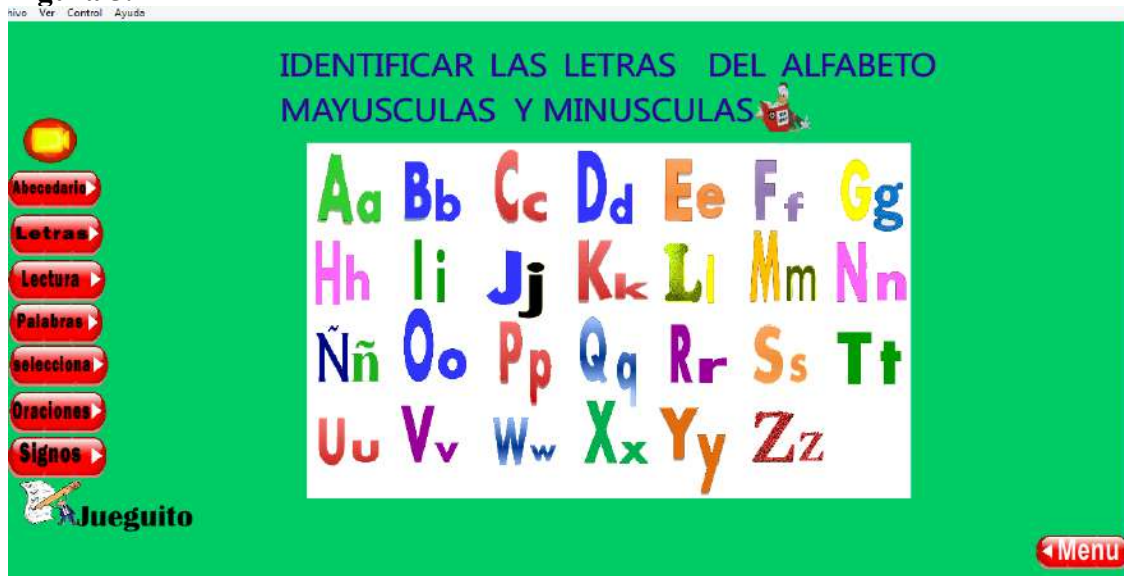 Ver Control Ayuda
IDENTIFICAR LAS LETRAS DEL ALFABETO
MAYUSCULAS Y MINUSCULAS
Abecedario
Letras
Lectura
Palabras
selecciona
Oraciones
Signos
Jueguito
Aa Bb Cc Dd Ee Ff Gg
Hh Ii Jj Kk Ll Mm Nn
Ññ Oo Pp Qq Rr Ss Tt
Uu Vv Ww Xx Yy Zz
Menu